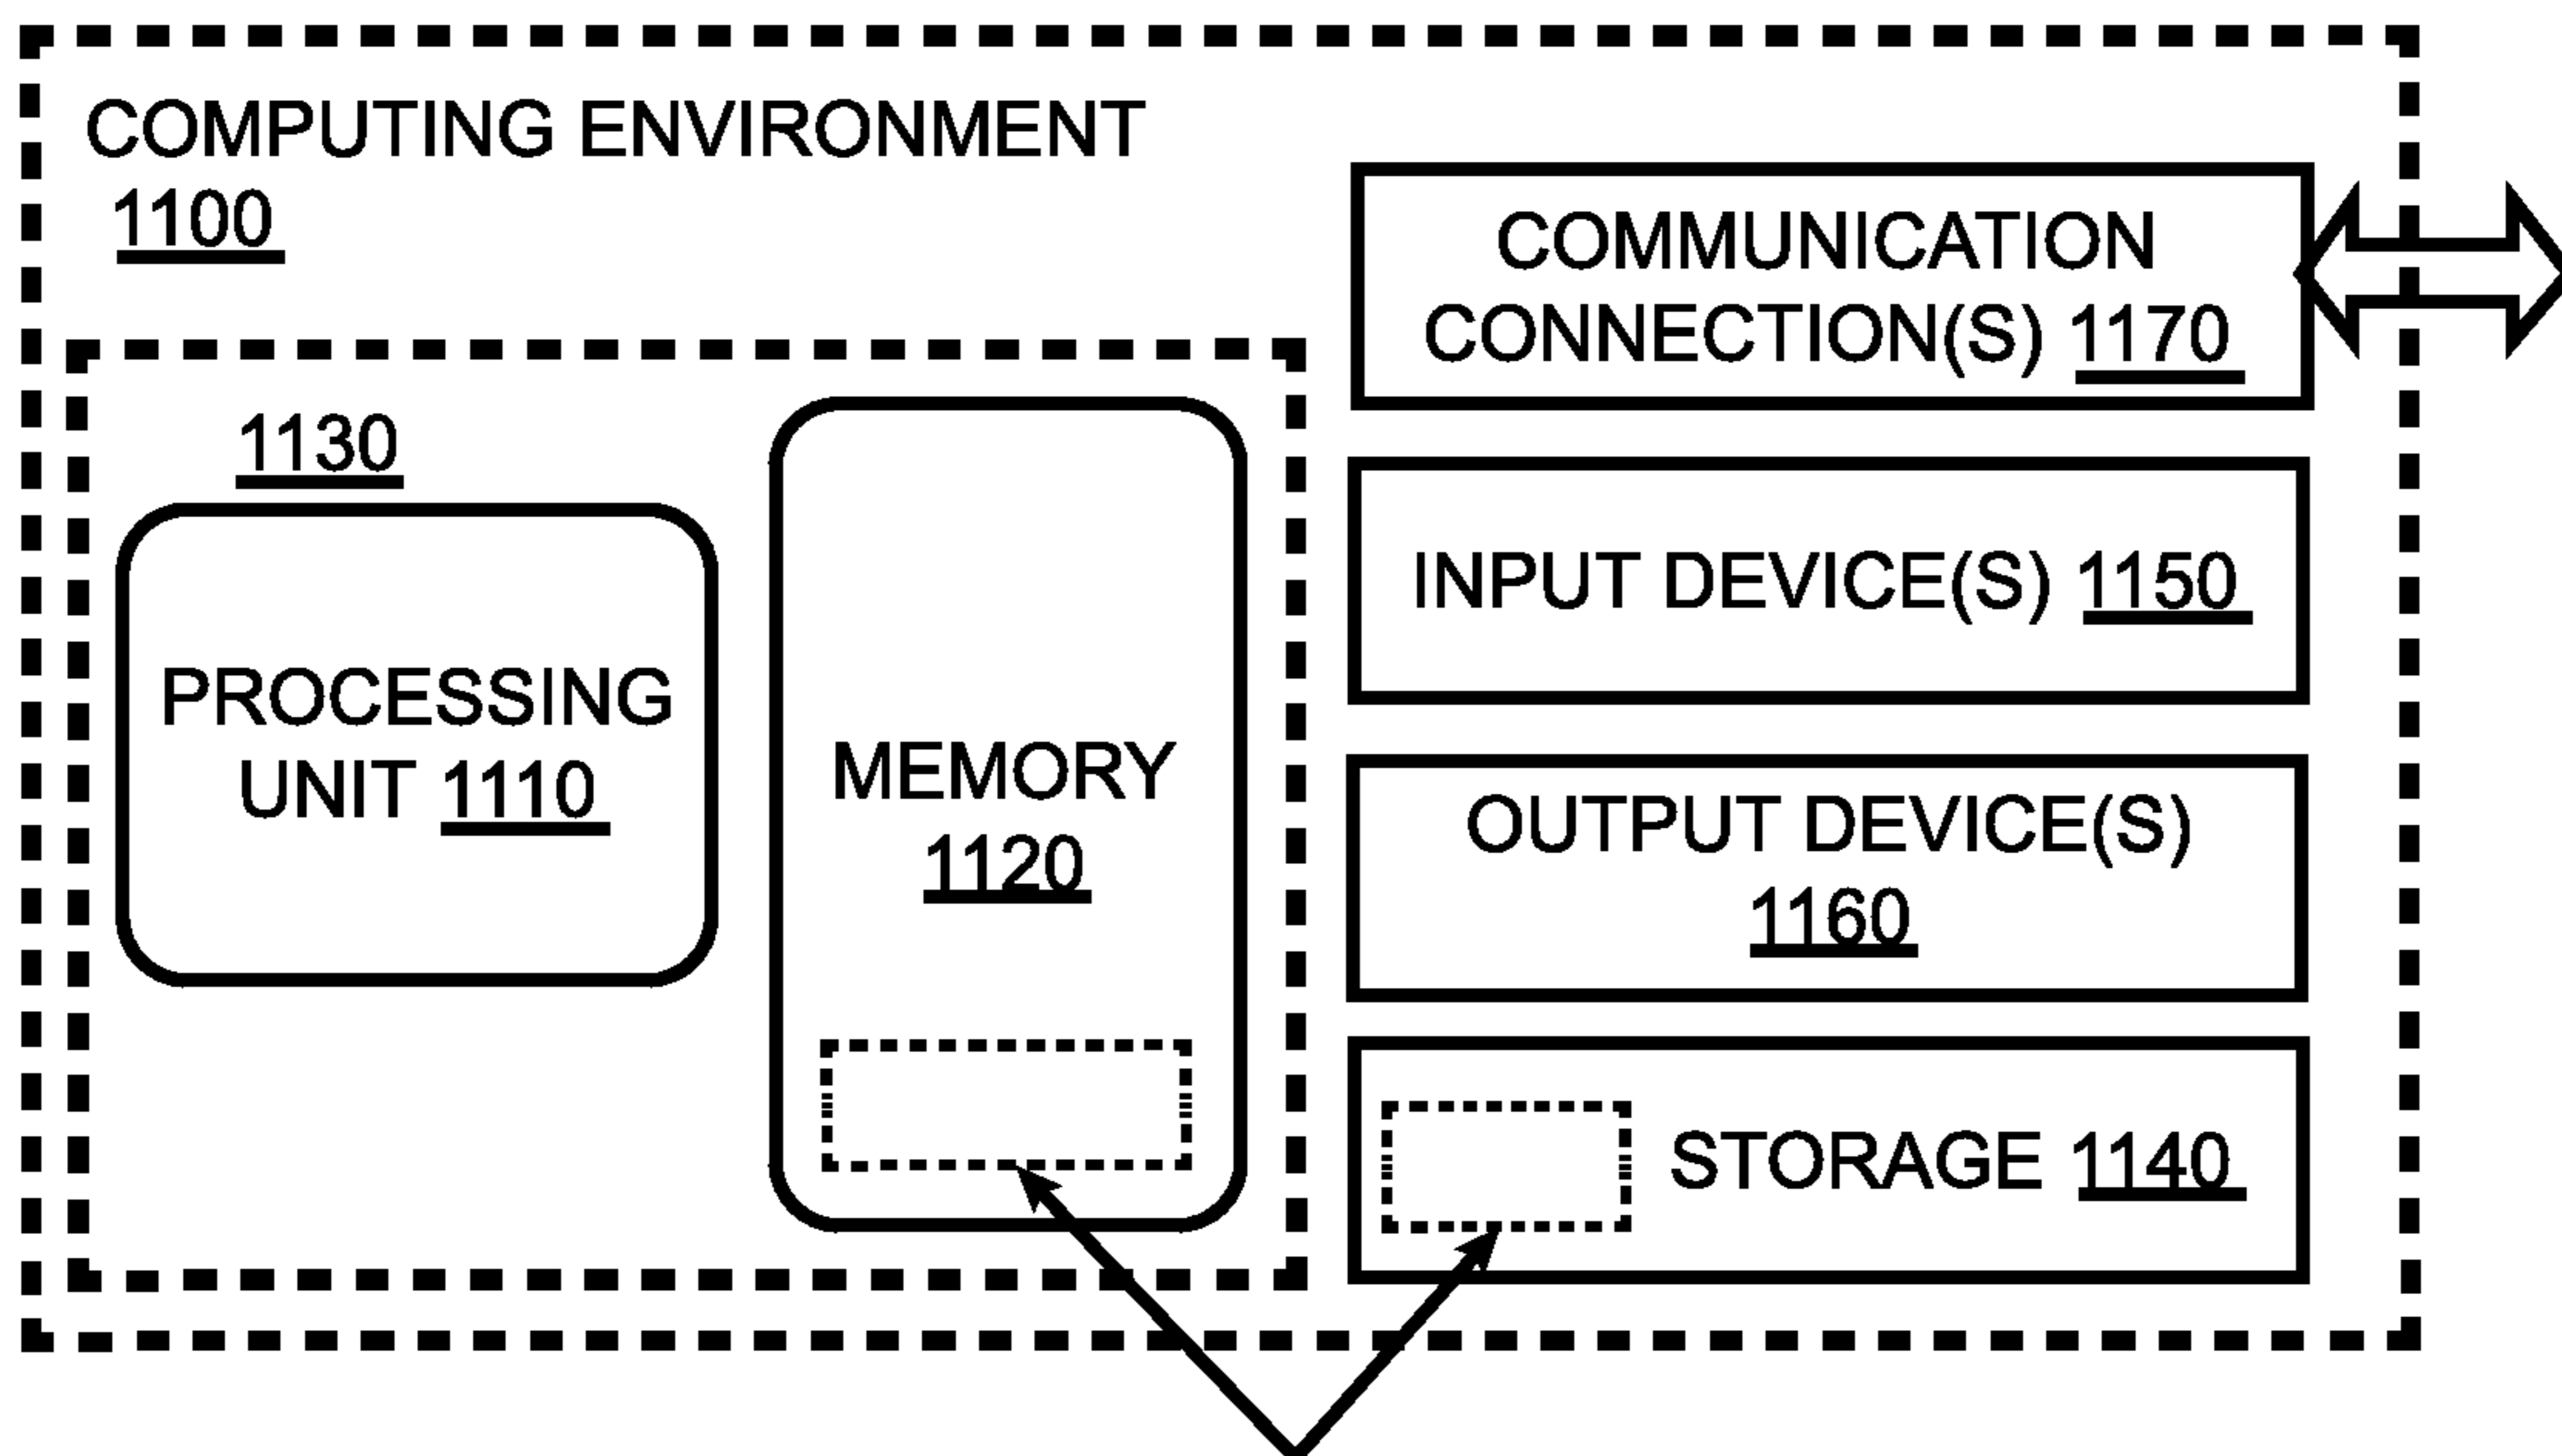 COMPUTING ENVIRONMENT
1100
COMMUNICATION
CONNECTION(S) 1170
1130
PROCESSING
UNIT 1110
MEMORY
1120
INPUT DEVICE(S) 1150
OUTPUT DEVICE(S)
1160
STORAGE 1140